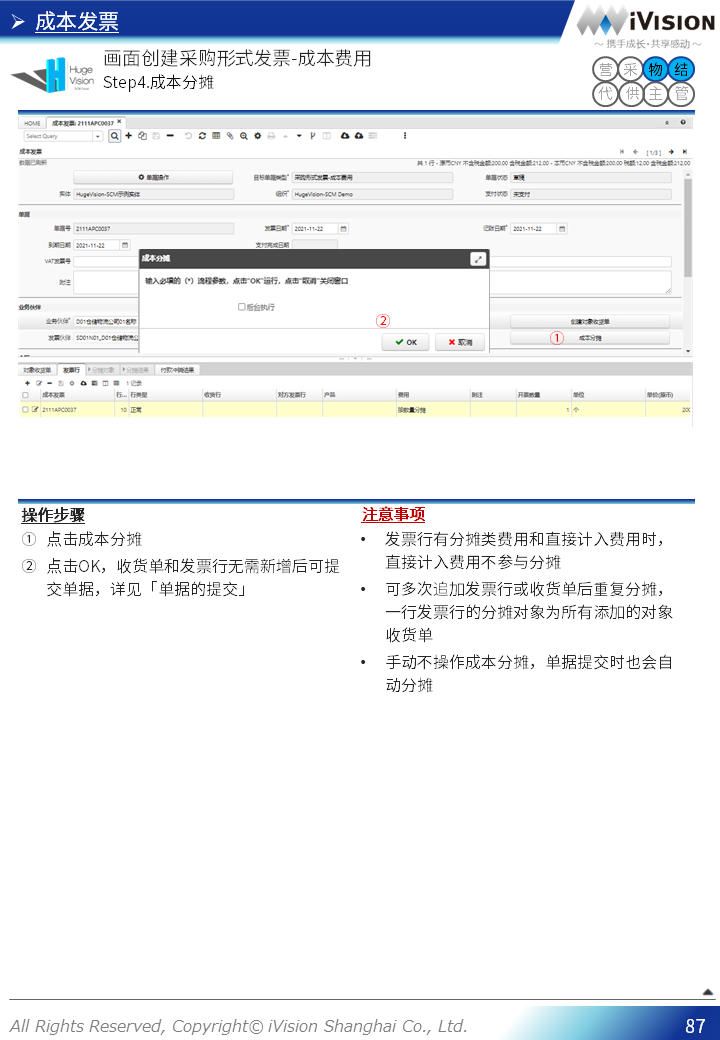 成本发票
iVision
～ 携手成长·共享感动 ～
Huge
Vision
画面创建采购形式发票-成本费用
Step4.成本分摊
营 采 物 结
代 供 主 管
HOME 成本发票: 2111APC0037
Select Query
成本发票
[1/3]
数据已刷新
共 1 行 - 原币CNY 不含税金额:200.00 含税金额:212.00 - 本币CNY 不含税金额:200.00 税额:12.00 含税金额:212.00
单据操作 目标单据类型* 采购形式发票-成本费用 单据状态 草稿
实体 HugeVision-SCM示例实体 组织* HugeVision-SCM Demo 支付状态 未支付
单据
单据号 2111APC0037 发票日期* 2021-11-22 记账日期* 2021-11-22
到期日期 2021-11-22 支付完成日期
VAT发票号
附注
成本分摊
输入必填的（*）流程参数，点击"OK"运行，点击"取消"关闭窗口
后台执行
②
OK 取消
业务伙伴
业务伙伴* D01仓储物流公司01名称 创建对象收货单
发票伙伴 SD01N01_D01仓储物流公 ① 成本分摊
对象收货单 发票行 分摊对象 分摊结果 付款冲销结果
1 记录
成本发票 行... 行类型 收货行 对方发票行 产品 费用 附注 开票数量 单位 单价(原币)
2111APC0037 10 正常 按数量分摊 1 个 200
操作步骤
① 点击成本分摊
② 点击OK，收货单和发票行无需新增后可提
交单据，详见「单据的提交」
注意事项
• 发票行有分摊类费用和直接计入费用时，
直接计入费用不参与分摊
• 可多次追加发票行或收货单后重复分摊，
一行发票行的分摊对象为所有添加的对象
收货单
• 手动不操作成本分摊，单据提交时也会自
动分摊
All Rights Reserved, Copyright© iVision Shanghai Co., Ltd.
87